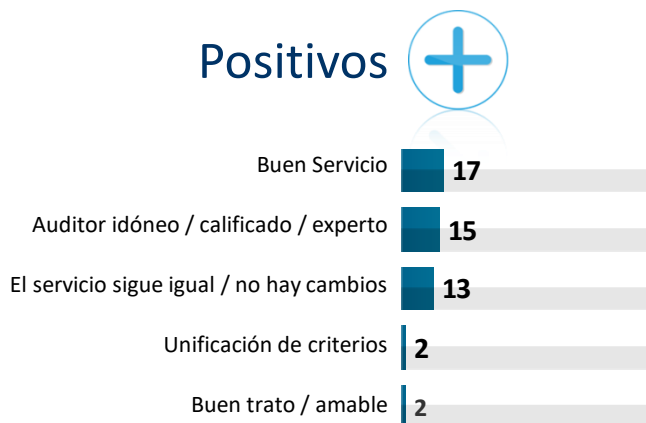 Positivos
Buen Servicio 17
Auditor idóneo / calificado / experto 15
El servicio sigue igual / no hay cambios 13
Unificación de criterios 2
Buen trato / amable 2